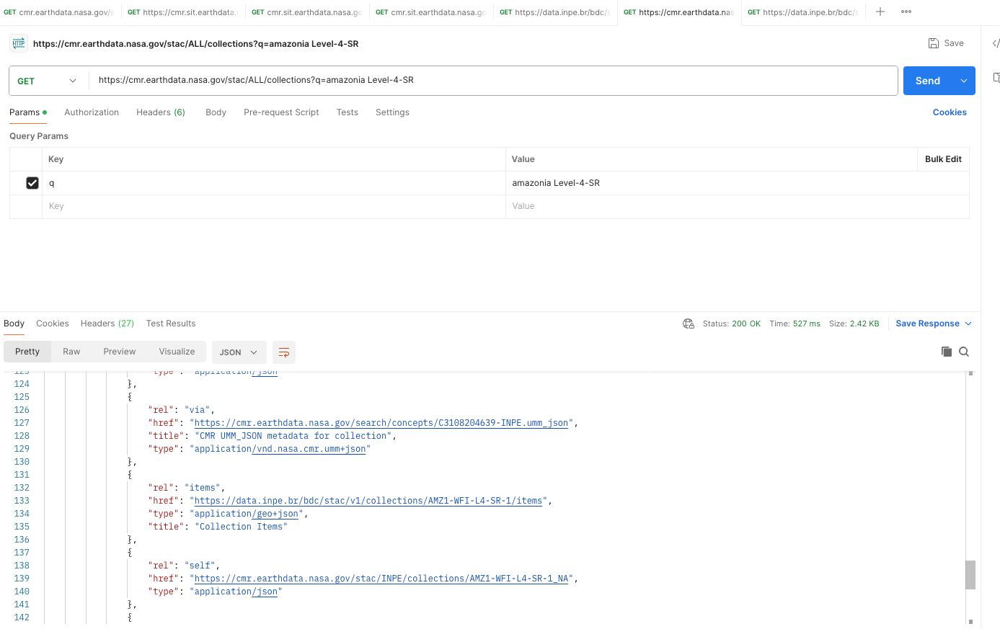 GET cmr.earthdata.nasa.gov/s GET https://cmr.sit.earthdata. GET cmr.sit.earthdata.nasa.go GET cmr.sit.earthdata.nasa.go GET https://data.inpe.br/bdc/s GET https://cmr.earthdata.nas GET https://data.inpe.br/bdc/s
HTTP https://cmr.earthdata.nasa.gov/stac/ALL/collections?q=amazonia Level-4-SR Save
GET https://cmr.earthdata.nasa.gov/stac/ALL/collections?q=amazonia Level-4-SR Send
Params Authorization Headers (6) Body Pre-request Script Tests Settings Cookies
Query Params
Key Value Bulk Edit
q amazonia Level-4-SR
Key Value
Body Cookies Headers (27) Test Results Status: 200 OK Time: 527 ms Size: 2.42 KB Save Response
Pretty Raw Preview Visualize JSON
123 "type": "application/json"
124 },
125 {
126 "rel": "via",
127 "href": "https://cmr.earthdata.nasa.gov/search/concepts/C3108204639-INPE.umm_json",
128 "title": "CMR UMM_JSON metadata for collection",
129 "type": "application/vnd.nasa.cmr.umm+json"
130 },
131 {
132 "rel": "items",
133 "href": "https://data.inpe.br/bdc/stac/v1/collections/AMZ1-WFI-L4-SR-1/items",
134 "type": "application/geo+json",
135 "title": "Collection Items"
136 },
137 {
138 "rel": "self",
139 "href": "https://cmr.earthdata.nasa.gov/stac/INPE/collections/AMZ1-WFI-L4-SR-1_NA",
140 "type": "application/json"
141 },
142 {